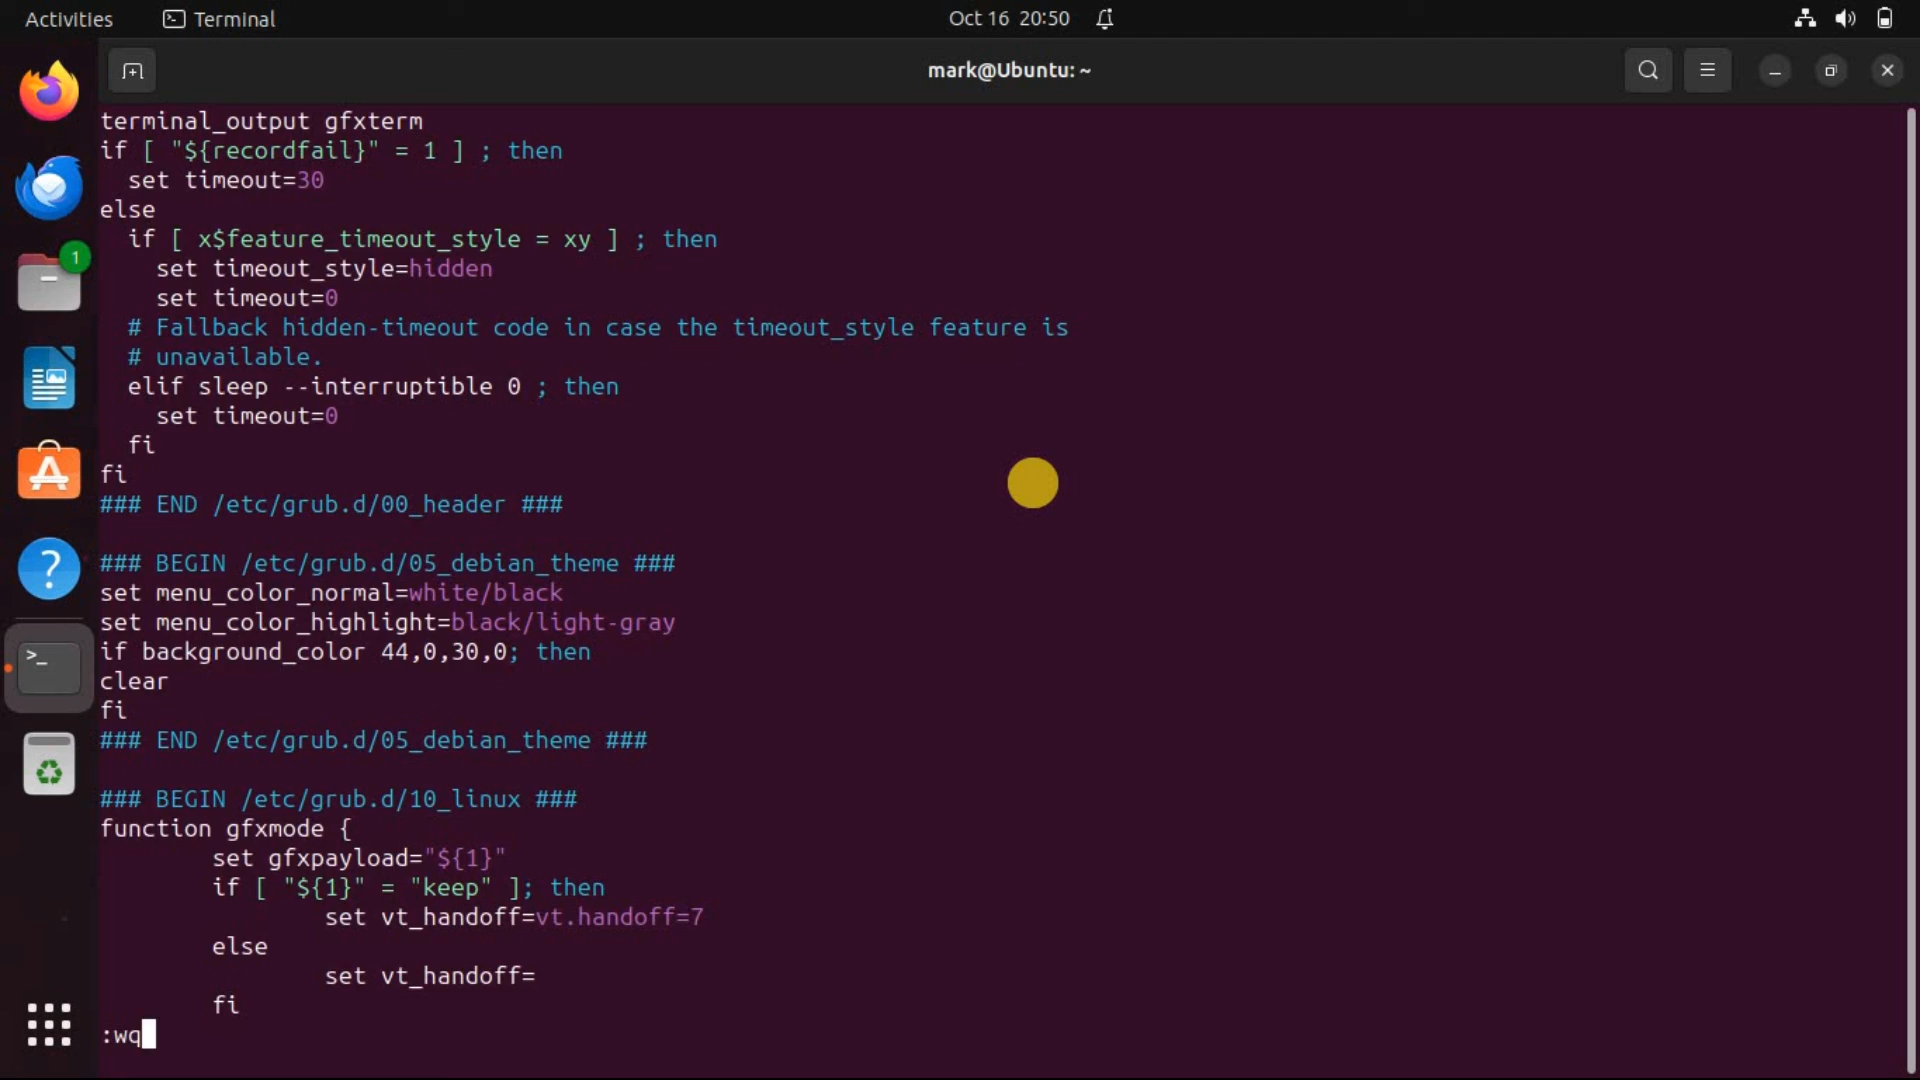 Activities
Terminal
Oct 16 20:50
mark@Ubuntu: ~
1
terminal_output gfxterm
if [ "${recordfail}" = 1 ] ; then
  set timeout=30
else
  if [ x$feature_timeout_style = xy ] ; then
    set timeout_style=hidden
    set timeout=0
  # Fallback hidden-timeout code in case the timeout_style feature is
  # unavailable.
  elif sleep --interruptible 0 ; then
    set timeout=0
  fi
fi
### END /etc/grub.d/00_header ###
### BEGIN /etc/grub.d/05_debian_theme ###
set menu_color_normal=white/black
set menu_color_highlight=black/light-gray
if background_color 44,0,30,0; then
clear
fi
### END /etc/grub.d/05_debian_theme ###
### BEGIN /etc/grub.d/10_linux ###
function gfxmode {
        set gfxpayload="${1}"
        if [ "${1}" = "keep" ]; then
                set vt_handoff=vt.handoff=7
        else
                set vt_handoff=
        fi
:wq